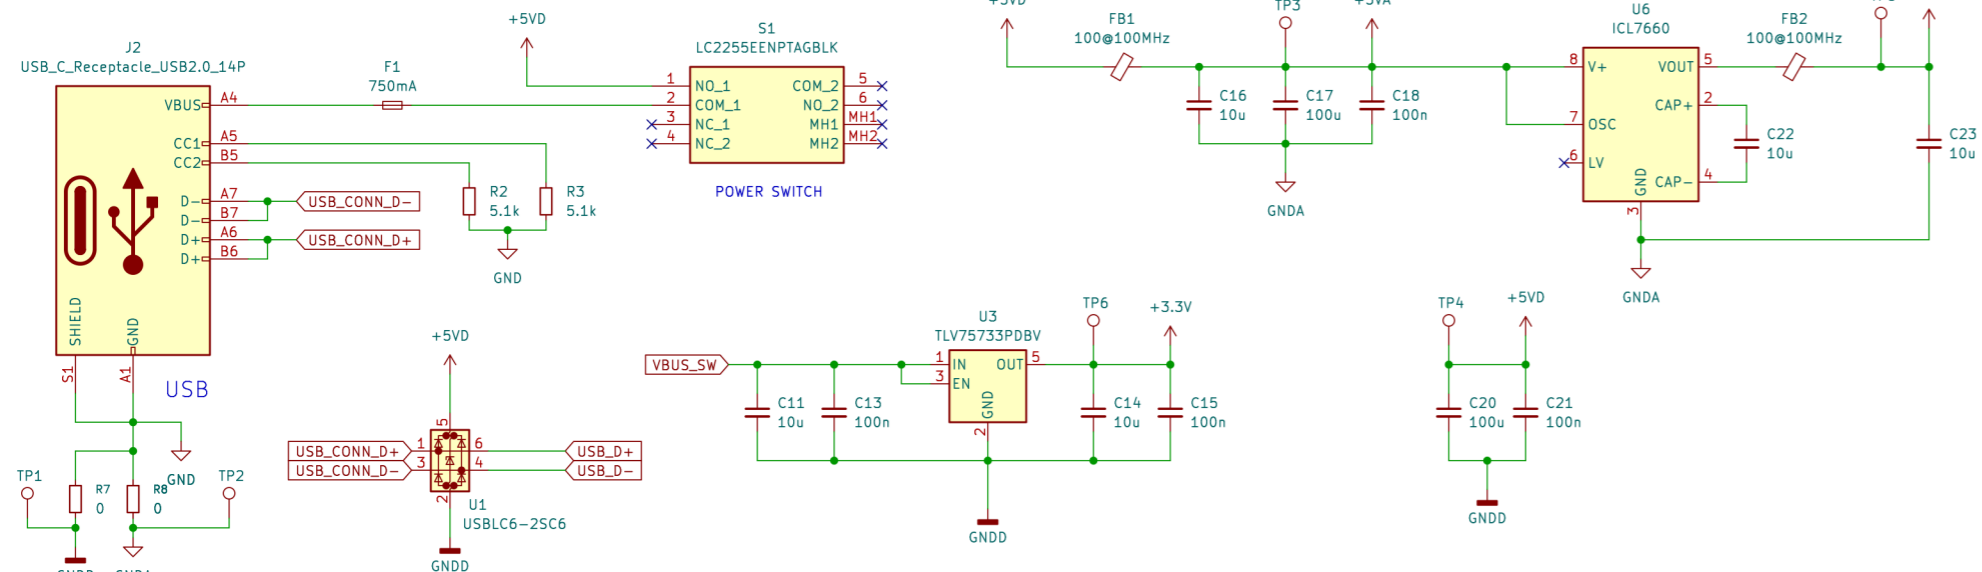 J2
USB_C_Receptacle_USB2.0_14P
VBUS A4
CC1 A5
CC2 B5
D- A7
D- B7
D+ A6
D+ B6
SHIELD
GND
S1
A1
USB
USB_CONN_D-
USB_CONN_D+
F1
750mA
R2
5.1k
R3
5.1k
GND
+5VD
S1
LC2255EENPTAGBLK
1 NO_1 COM_2 5
2 COM_1 NO_2 6
3 NC_1 MH1 MH1
4 NC_2 MH2 MH2
POWER SWITCH
GND
TP1
R7
0
R8
0
TP2
+5VD
5
USB_CONN_D+ 1 6 USB_D+
USB_CONN_D- 3 4 USB_D-
2
U1
USBLC6-2SC6
GNDD
VBUS_SW
C11
10u
C13
100n
U3
TLV75733PDBV
1 IN OUT 5
3 EN
GND
2
TP6
+3.3V
C14
10u
C15
100n
GNDD
FB1
100@100MHz
TP3
C16
10u
C17
100u
C18
100n
GNDA
U6
ICL7660
8 V+ VOUT 5
CAP+ 2
7 OSC
6 LV
CAP- 4
GND
3
GNDA
FB2
100@100MHz
C22
10u
C23
10u
TP4
+5VD
C20
100u
C21
100n
GNDD